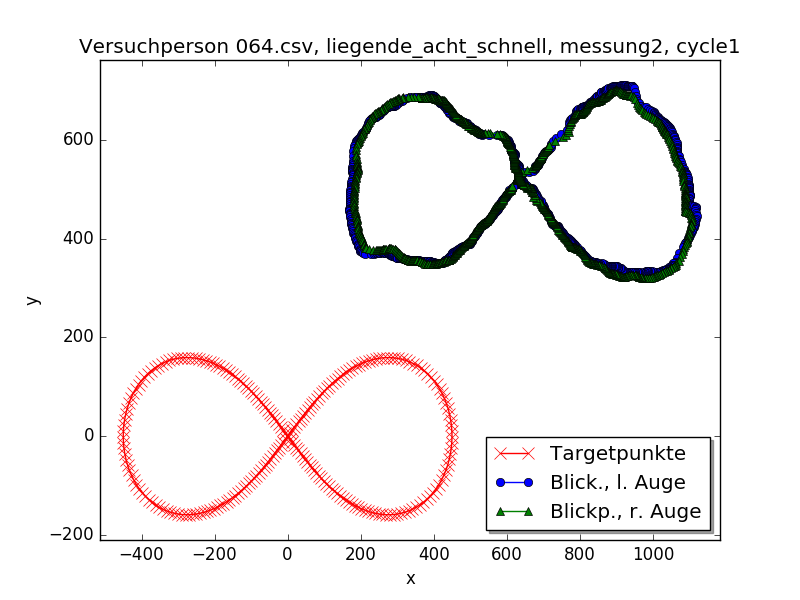 Versuchperson 064.csv, liegende_acht_schnell, messung2, cycle1
600
400
200
0
−200
y
−400
−200
0
200
400
600
800
1000
x
Targetpunkte
Blick., l. Auge
Blickp., r. Auge